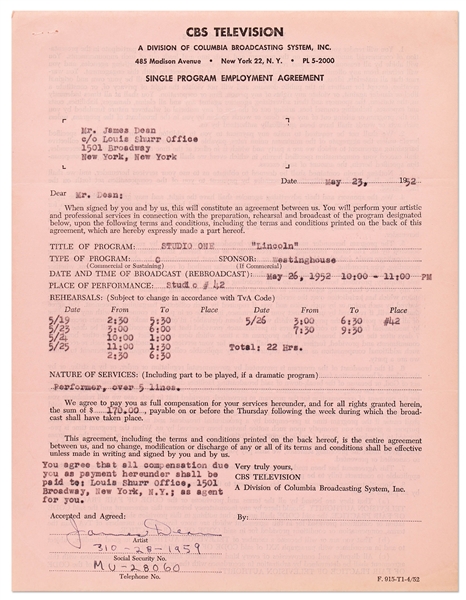 CBS TELEVISION
A DIVISION OF COLUMBIA BROADCASTING SYSTEM, INC.
485 Madison Avenue • New York 22, N. Y. • PL 5-2000
SINGLE PROGRAM EMPLOYMENT AGREEMENT
Mr. James Dean
c/o Louis Shurr Office
1501 Broadway
New York, New York
Date May 23, 1952
Dear Mr. Dean:
When signed by you and by us, this will constitute an agreement between us. You will perform your artistic
and professional services in connection with the preparation, rehearsal and broadcast of the program designated
below, upon the following terms and conditions, including the terms and conditions printed on the back of this
agreement, which are hereby expressly made a part hereof.
TITLE OF PROGRAM: STUDIO ONE "Lincoln"
TYPE OF PROGRAM: C SPONSOR: Westinghouse
(Commercial or Sustaining) (If Commercial)
DATE AND TIME OF BROADCAST (REBROADCAST): May 26, 1952 10:00 - 11:00 PM
PLACE OF PERFORMANCE: Studio #42
REHEARSALS: (Subject to change in accordance with TvA Code)
Date From To Place Date From To Place
5/19 2:30 5:30 5/26 3:00 6:30 #42
5/23 3:00 6:00 7:30 9:30
5/24 10:00 1:00
5/25 11:00 1:30 Total: 22 Hrs.
2:30 6:30
NATURE OF SERVICES: (Including part to be played, if a dramatic program)
Performer, over 5 lines.
We agree to pay you as full compensation for your services hereunder, and for all rights granted herein,
the sum of $ 170.00, payable on or before the Thursday following the week during which the broad-
cast shall have taken place.
This agreement, including the terms and conditions printed on the back hereof, is the entire agreement
between us, and no change, modification or discharge of any or all of its terms and conditions shall be effective
unless made in writing and signed by you and by us.
You agree that all compensation due
you as payment hereunder shall be
paid to: Louis Shurr Office, 1501
Broadway, New York, N.Y.; as agent
for you.
Very truly yours,
CBS TELEVISION
A Division of Columbia Broadcasting System, Inc.
Accepted and Agreed:
By:
James Dean
Artist
310-28-1959
Social Security No.
MU-28060
Telephone No.
F. 915-T1-4/52